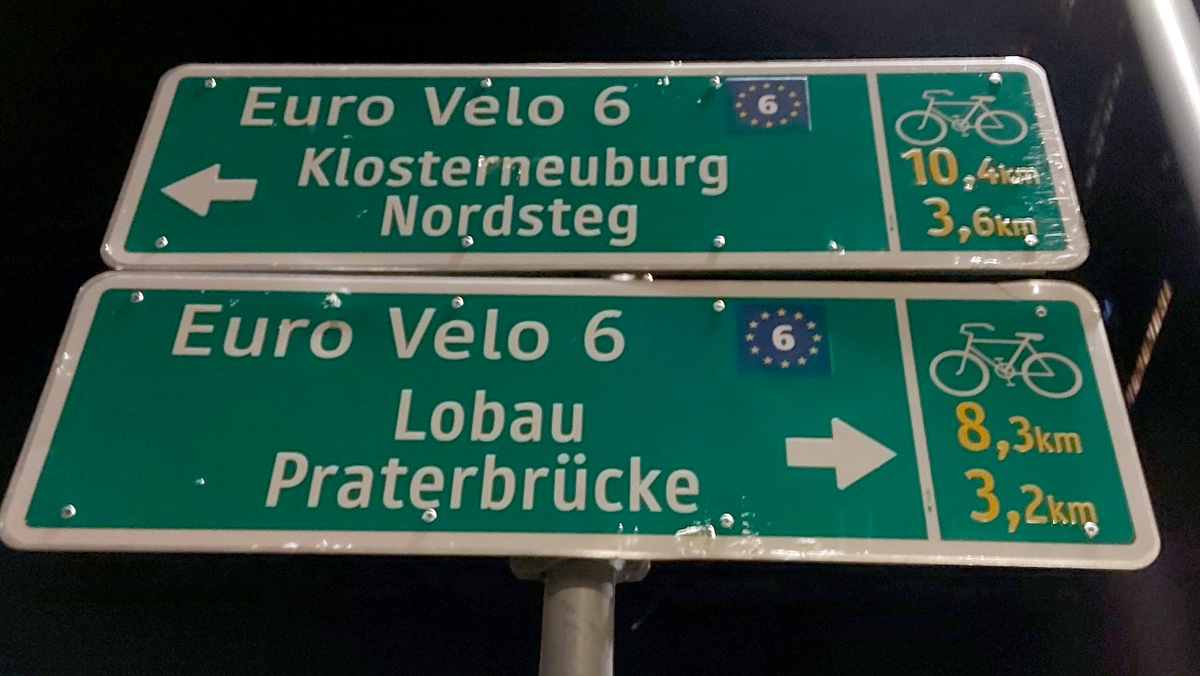 Euro Velo 6 6
Klosterneuburg 10,4km
Nordsteg 3,6km
Euro Velo 6 6
Lobau 8,3km
Praterbrücke 3,2km